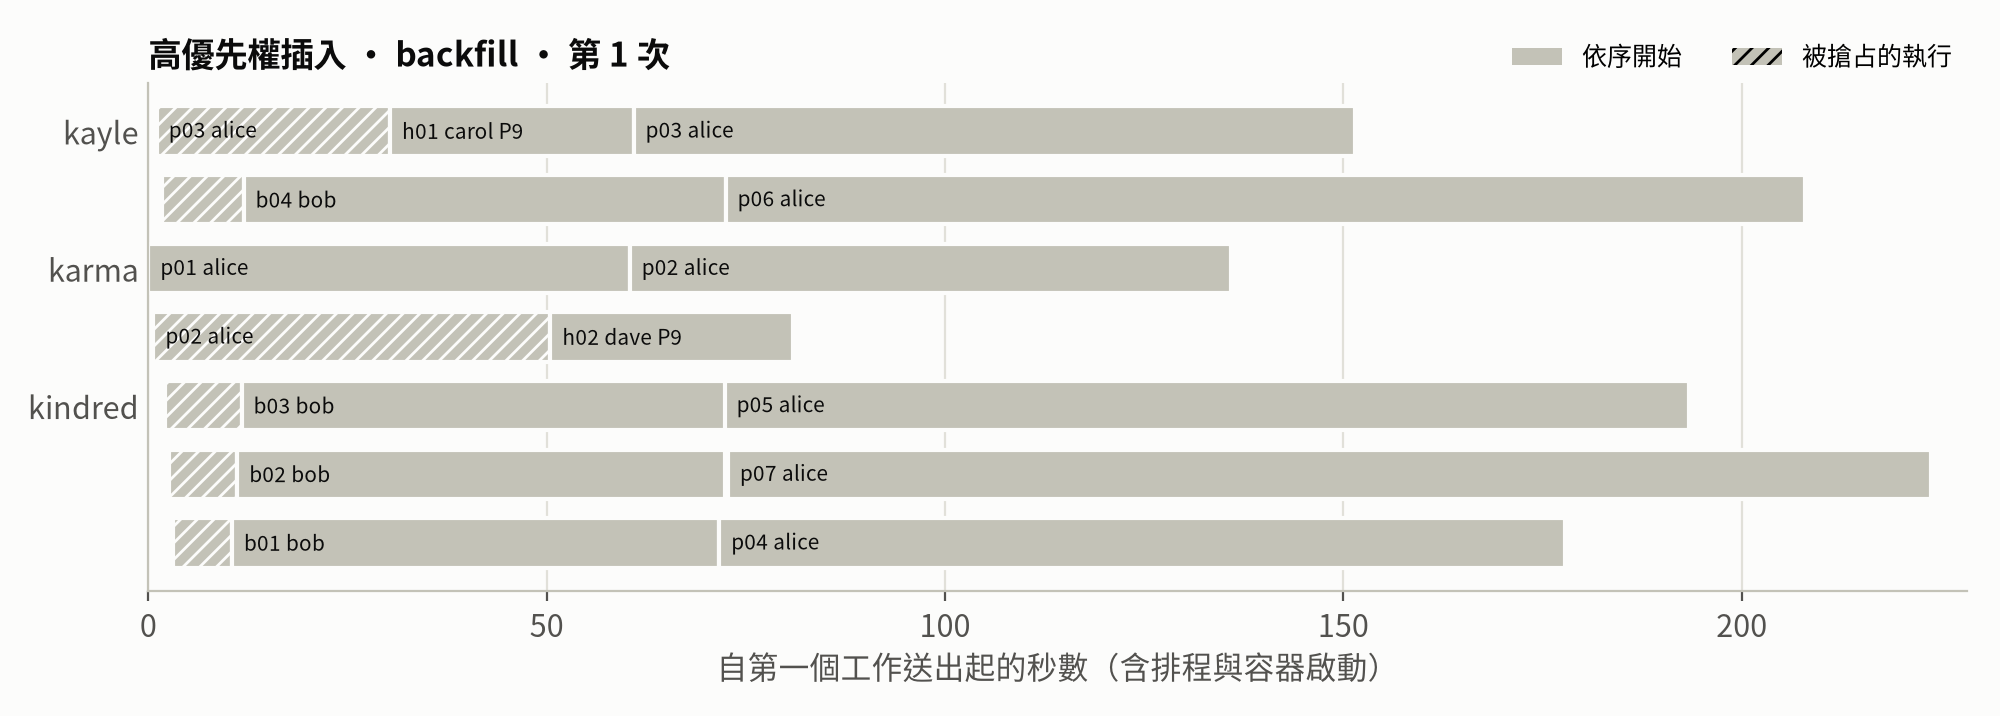 高優先權插入 · backfill · 第 1 次
依序開始
被搶占的執行
kayle
p03 alice
h01 carol P9
p03 alice
b04 bob
p06 alice
karma
p01 alice
p02 alice
p02 alice
h02 dave P9
kindred
b03 bob
p05 alice
b02 bob
p07 alice
b01 bob
p04 alice
0 50 100 150 200
自第一個工作送出起的秒數（含排程與容器啟動）